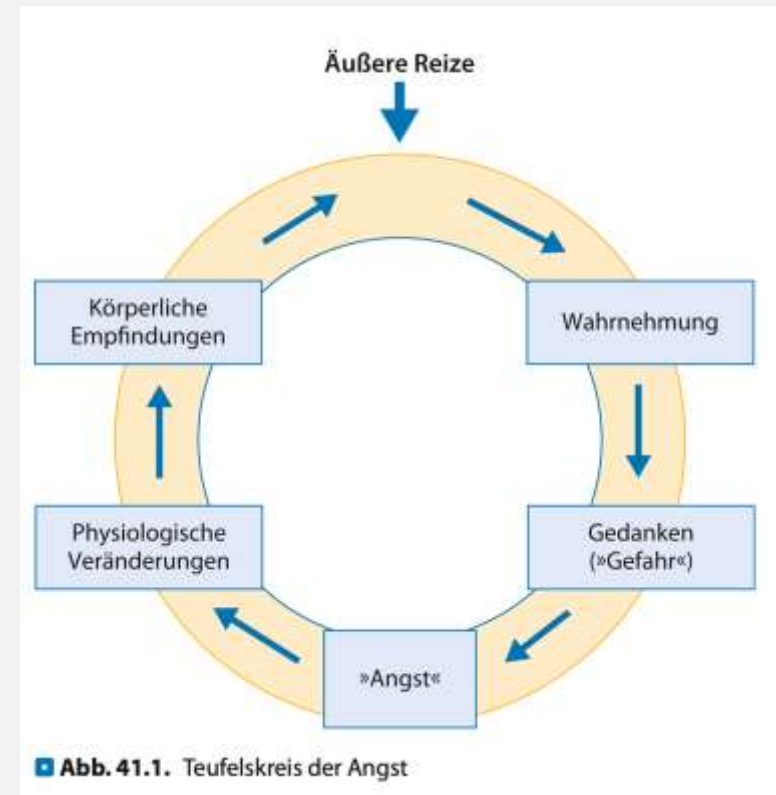 Äußere Reize
Wahrnehmung
Gedanken
(»Gefahr«)
»Angst«
Physiologische
Veränderungen
Körperliche
Empfindungen
Abb. 41.1. Teufelskreis der Angst